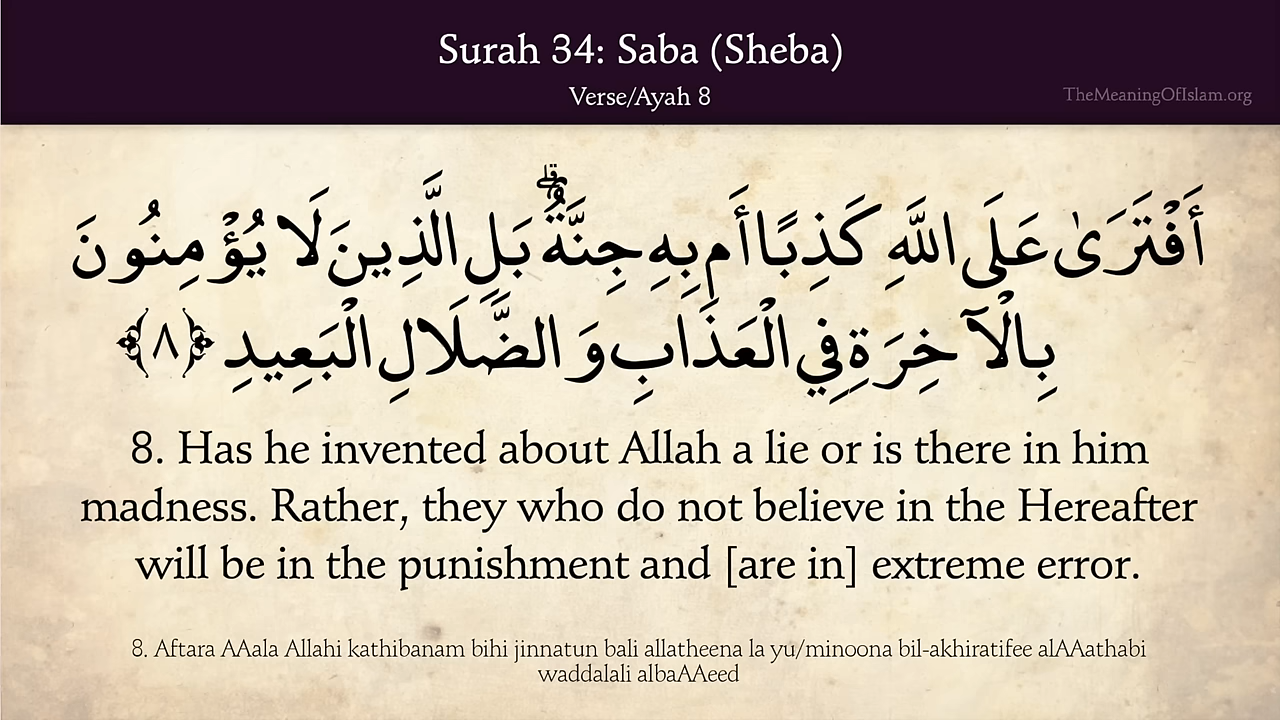 Surah 34: Saba (Sheba)
Verse/Ayah 8
TheMeaningOfIslam.org
أَفْتَرَىٰ عَلَى اللَّهِ كَذِبًا أَم بِهِ جِنَّةٌ ۗ بَلِ الَّذِينَ لَا يُؤْمِنُونَ
بِالْآخِرَةِ فِي الْعَذَابِ وَ الضَّلَالِ الْبَعِيدِ ﴿٨﴾
8. Has he invented about Allah a lie or is there in him
madness. Rather, they who do not believe in the Hereafter
will be in the punishment and [are in] extreme error.
8. Aftara AAala Allahi kathibanam bihi jinnatun bali allatheena la yu/minoona bil-akhiratifee alAAathabi
waddalali albaAAeed